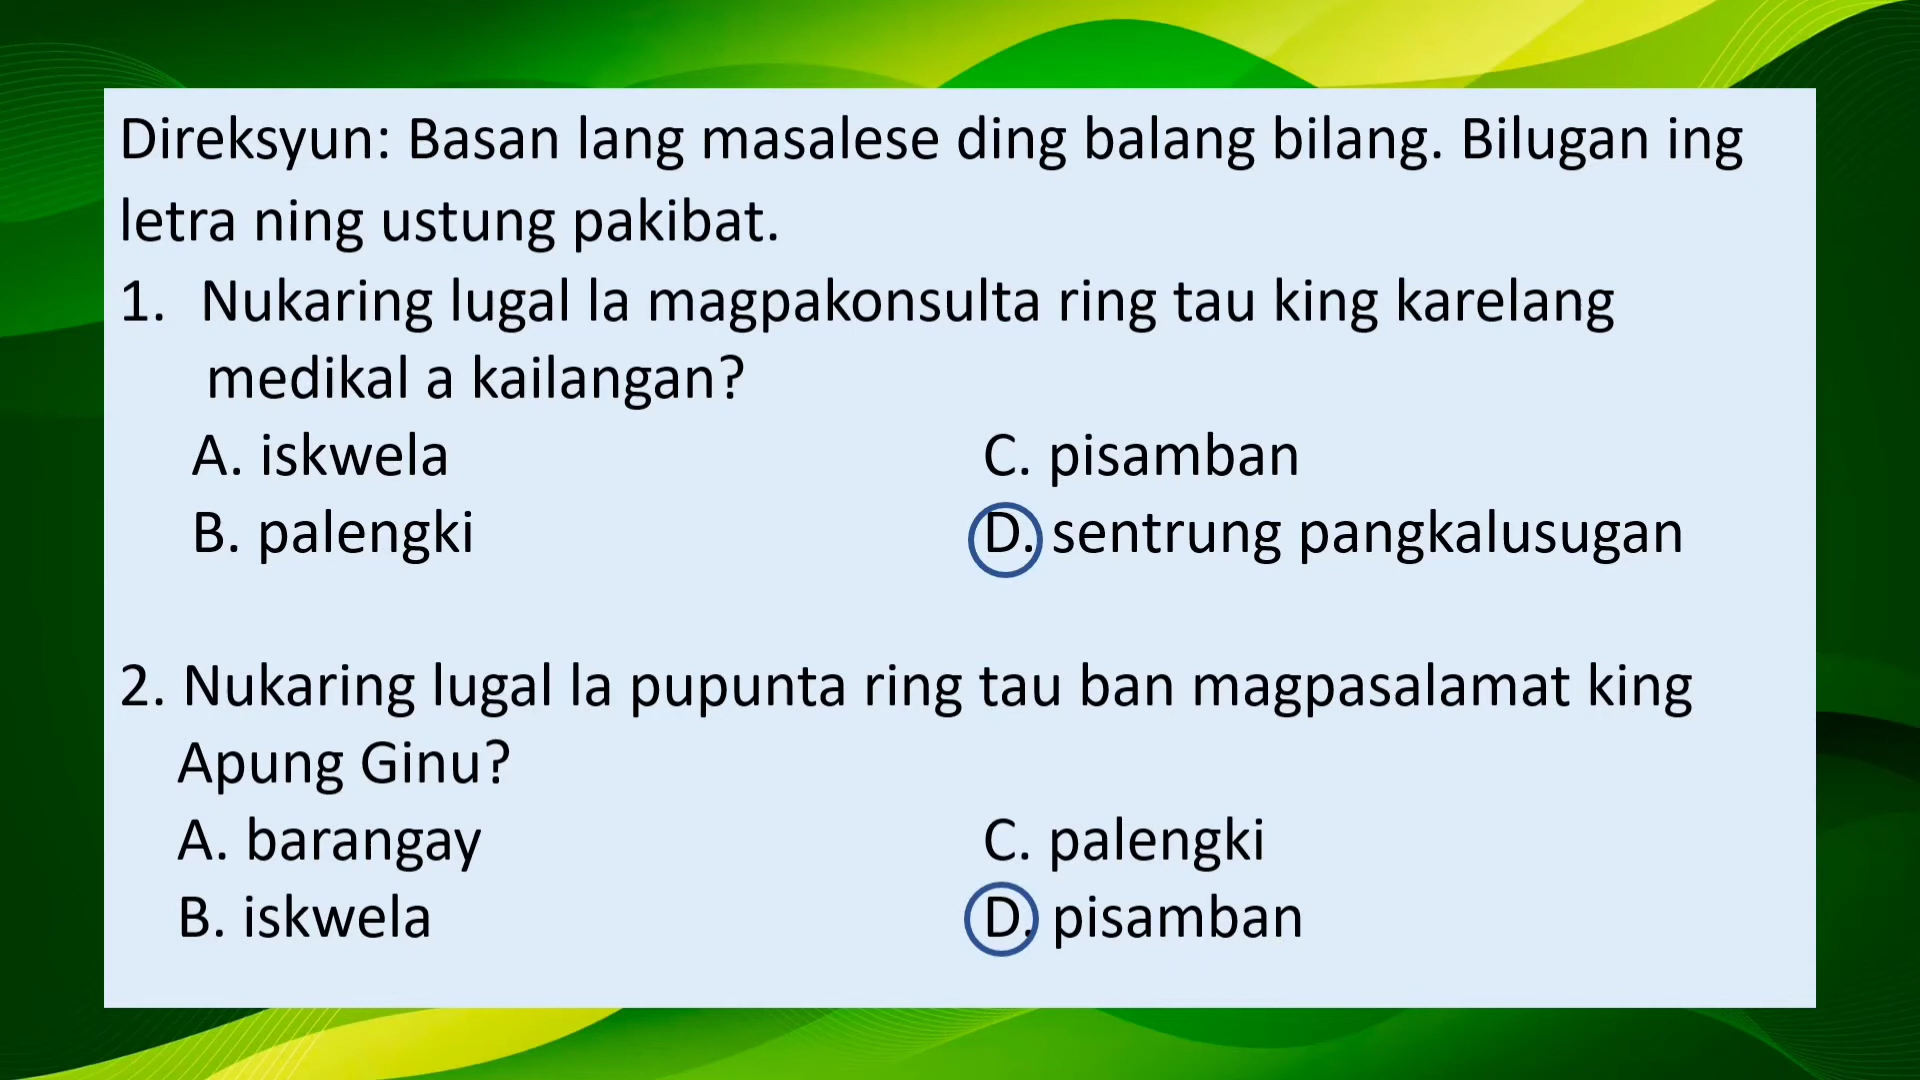 Direksyun: Basan lang masalese ding balang bilang. Bilugan ing
letra ning ustung pakibat.
1. Nukaring lugal la magpakonsulta ring tau king karelang
medikal a kailangan?
A. iskwela C. pisamban
B. palengki D. sentrung pangkalusugan
2. Nukaring lugal la pupunta ring tau ban magpasalamat king
Apung Ginu?
A. barangay C. palengki
B. iskwela D. pisamban